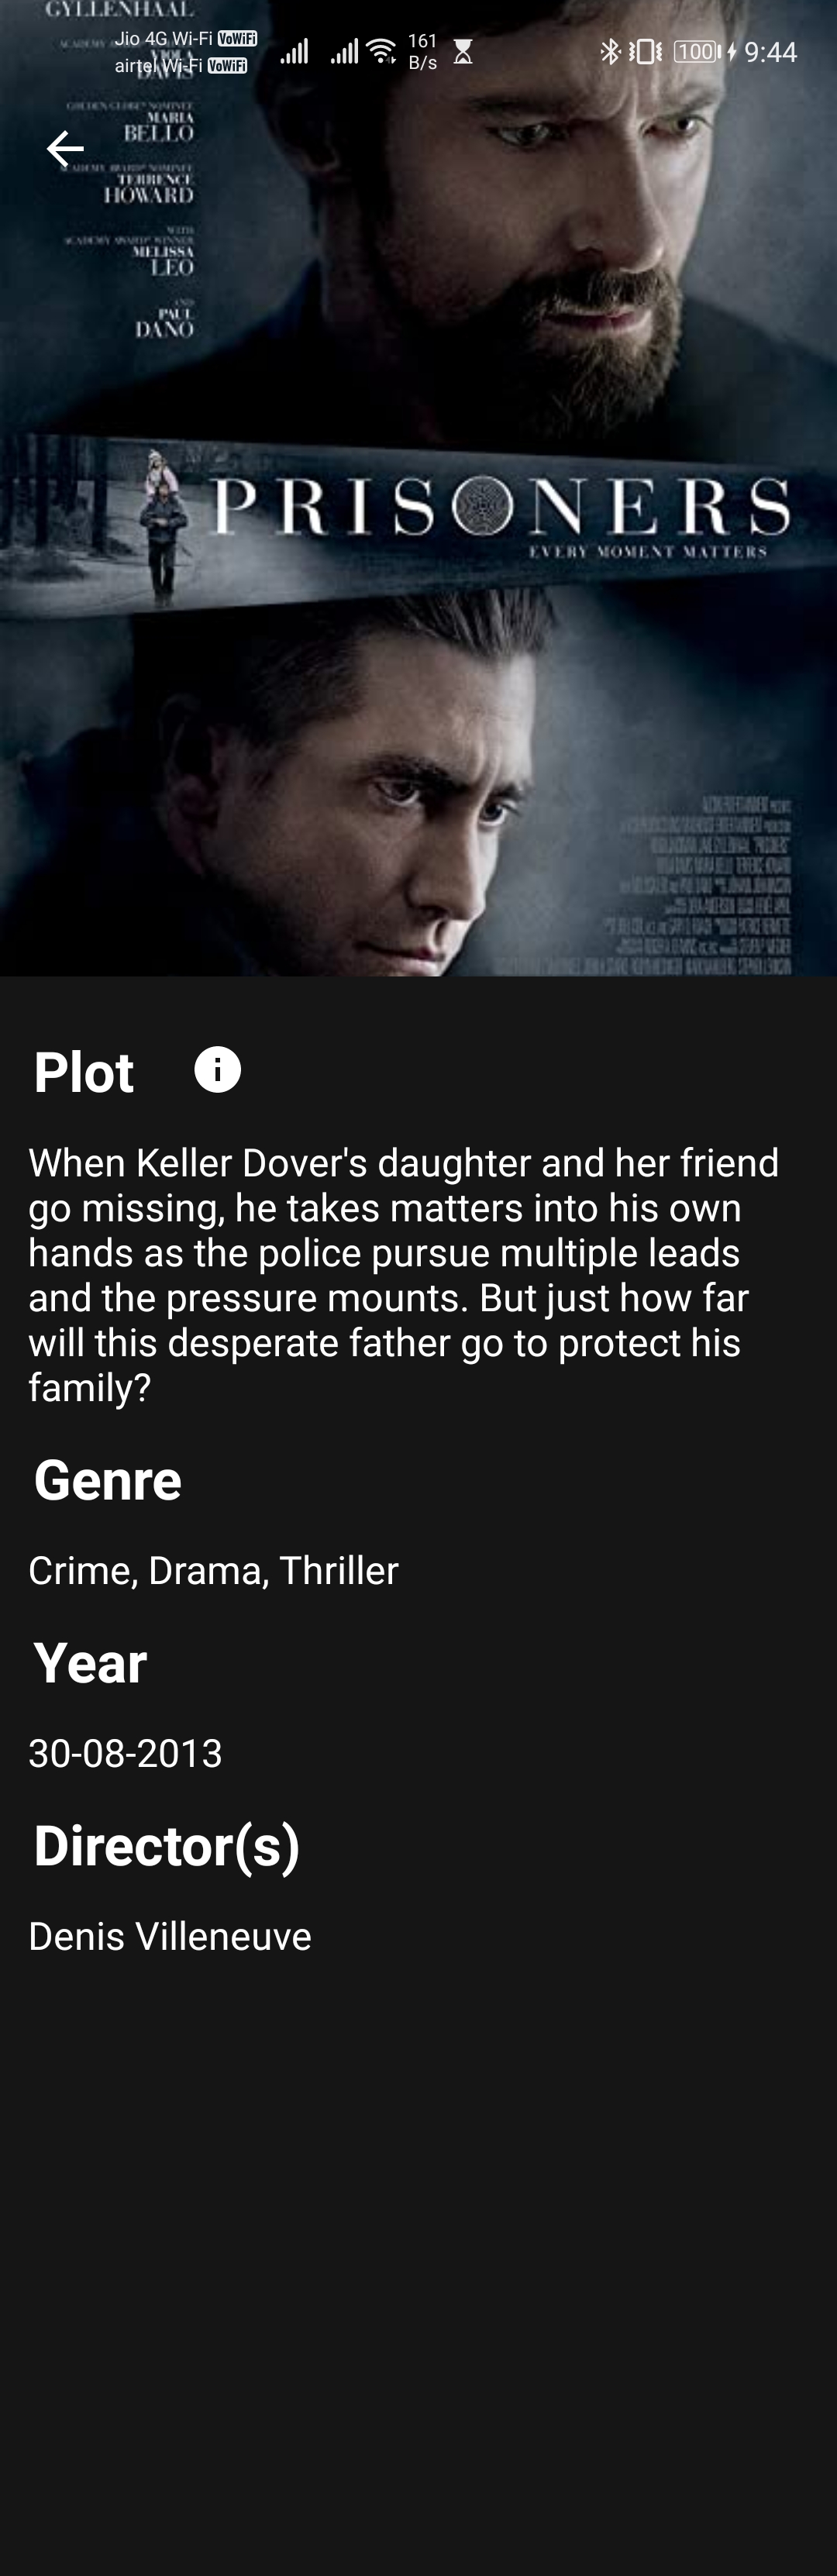 GYLLENHAAL
Jio 4G Wi-Fi VoWiFi
airtel Wi-Fi VoWiFi
161
B/s
100
9:44
VIOLA
DAVIS
GOLDEN GLOBE® NOMINEE
MARIA
BELLO
ACADEMY AWARD® NOMINEE
TERRENCE
HOWARD
WITH
ACADEMY AWARD® WINNER
MELISSA
LEO
AND
PAUL
DANO
PRISONERS
EVERY MOMENT MATTERS
Plot
When Keller Dover's daughter and her friend
go missing, he takes matters into his own
hands as the police pursue multiple leads
and the pressure mounts. But just how far
will this desperate father go to protect his
family?
Genre
Crime, Drama, Thriller
Year
30-08-2013
Director(s)
Denis Villeneuve